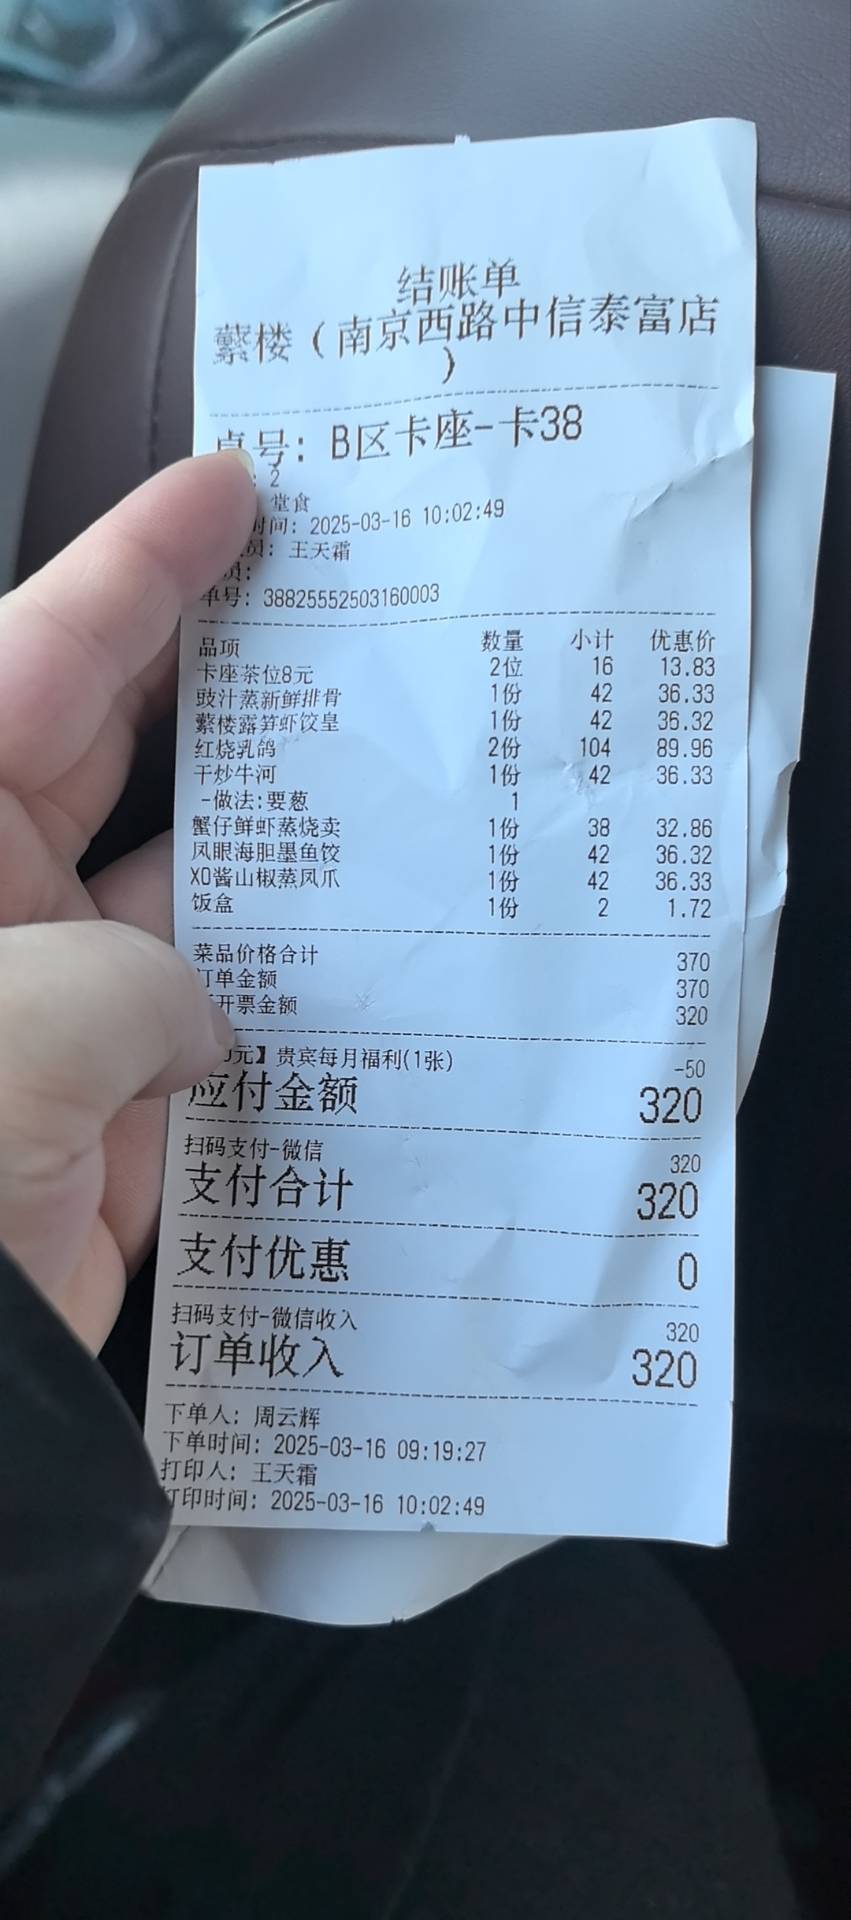 结账单
蘩楼（南京西路中信泰富店
）
桌号: B区卡座-卡38
: 2
堂食
时间: 2025-03-16 10:02:49
员: 王天霜
员:
单号: 38825552503160003
品项 数量 小计 优惠价
卡座茶位8元 2位 16 13.83
豉汁蒸新鲜排骨 1份 42 36.33
蘩楼露笋虾饺皇 1份 42 36.32
红烧乳鸽 2份 104 89.96
干炒牛河 1份 42 36.33
-做法:要葱 1
蟹仔鲜虾蒸烧卖 1份 38 32.86
凤眼海胆墨鱼饺 1份 42 36.32
XO酱山椒蒸凤爪 1份 42 36.33
饭盒 1份 2 1.72
菜品价格合计 370
订单金额 370
开票金额 320
元】贵宾每月福利(1张) -50
应付金额 320
扫码支付-微信 320
支付合计 320
支付优惠 0
扫码支付-微信收入 320
订单收入 320
下单人: 周云辉
下单时间: 2025-03-16 09:19:27
打印人: 王天霜
打印时间: 2025-03-16 10:02:49